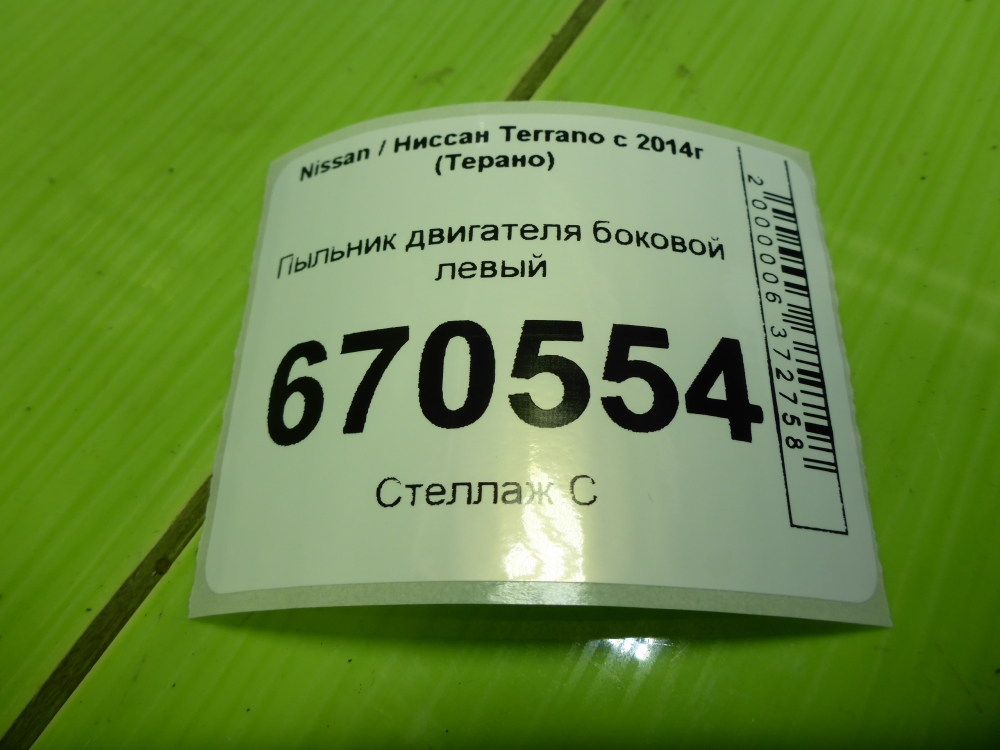 Nissan / Ниссан Terrano с 2014г
(Терано)
Пыльник двигателя боковой
левый
670554
Стеллаж С
2000006372758